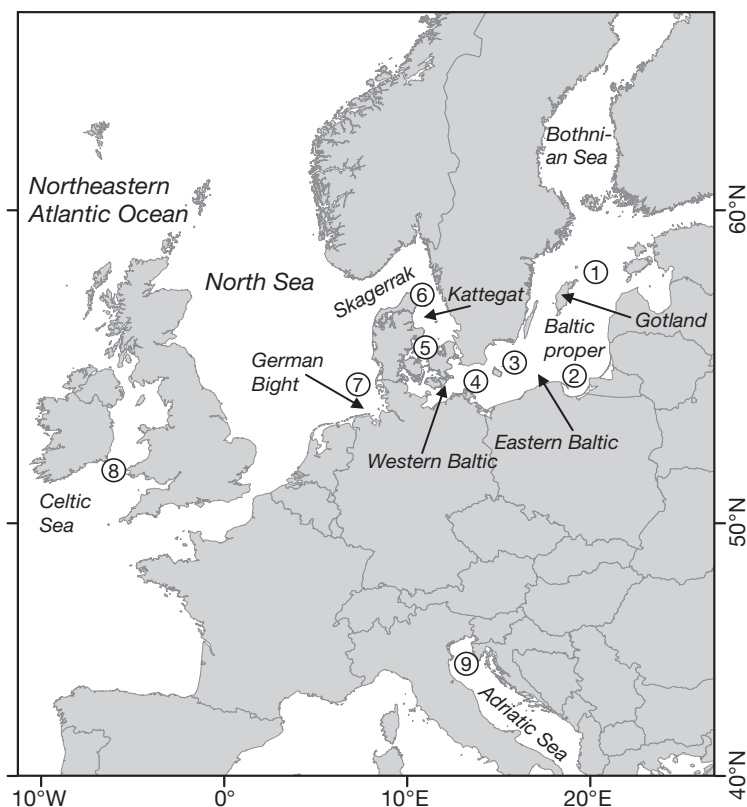 Bothni-
an Sea
Northeastern
Atlantic Ocean
60°N
North Sea
1
Skagerrak
6
Kattegat
Gotland
Baltic
proper
5
German
Bight
3
7
4
2
Eastern Baltic
Western Baltic
8
Celtic
Sea
50°N
9
Adriatic Sea
40°N
10°W
0°
10°E
20°E